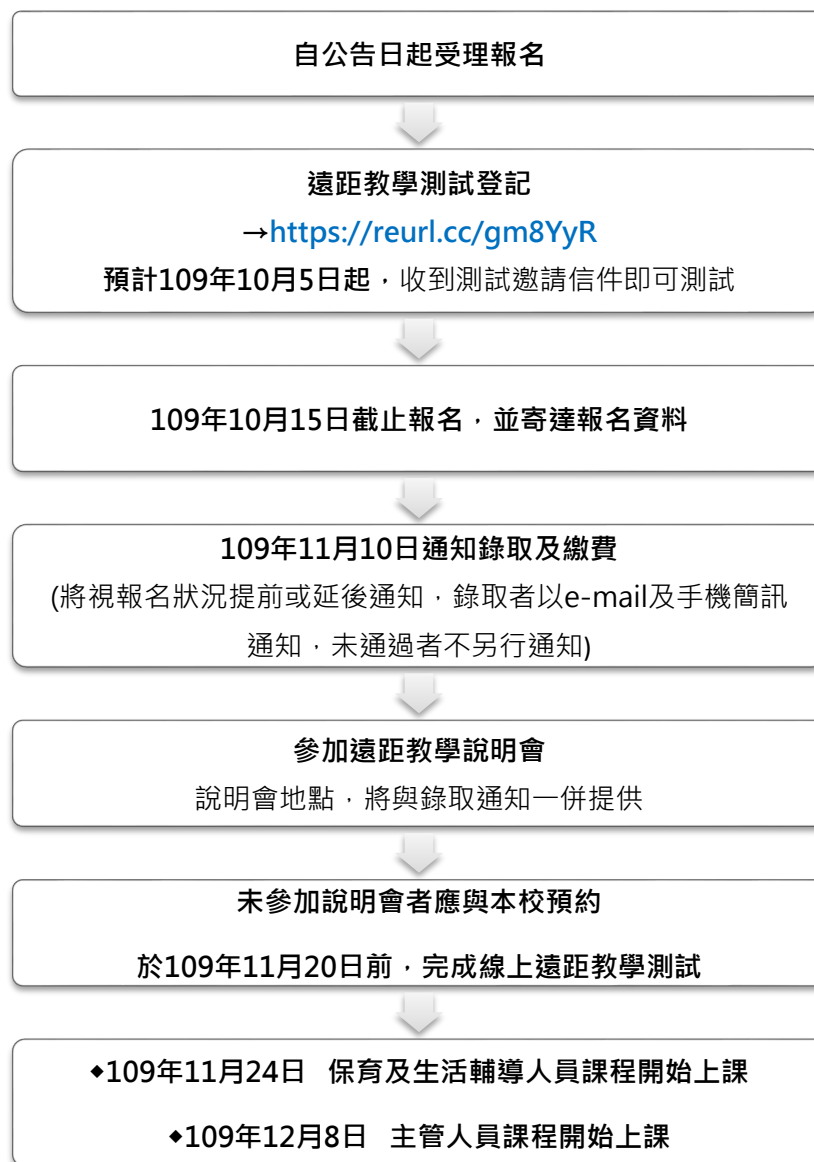 自公告日起受理報名
遠距教學測試登記
→https://reurl.cc/gm8YyR
預計109年10月5日起，收到測試邀請信件即可測試
109年10月15日截止報名，並寄達報名資料
109年11月10日通知錄取及繳費
(將視報名狀況提前或延後通知，錄取者以e-mail及手機簡訊
通知，未通過者不另行通知)
參加遠距教學說明會
說明會地點，將與錄取通知一併提供
未參加說明會者應與本校預約
於109年11月20日前，完成線上遠距教學測試
◆109年11月24日 保育及生活輔導人員課程開始上課
◆109年12月8日 主管人員課程開始上課